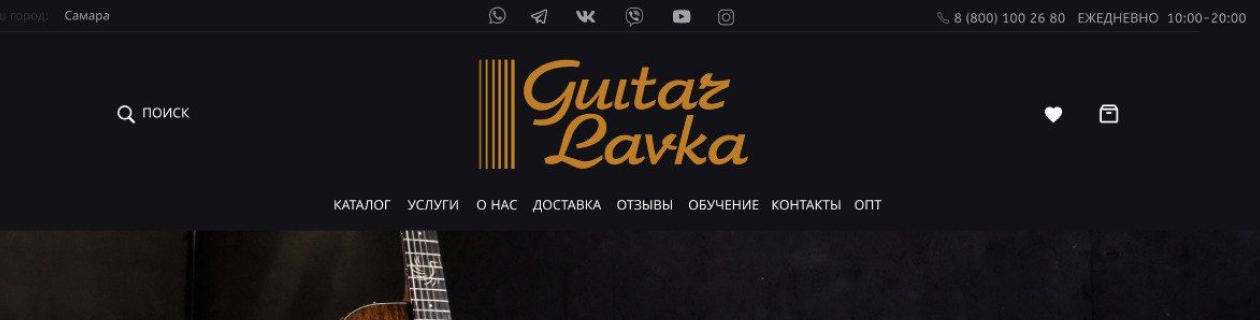 город: Самара
8 (800) 100 26 80 ЕЖЕДНЕВНО 10:00-20:00
ПОИСК
Guitar
Lavka
КАТАЛОГ УСЛУГИ О НАС ДОСТАВКА ОТЗЫВЫ ОБУЧЕНИЕ КОНТАКТЫ ОПТ